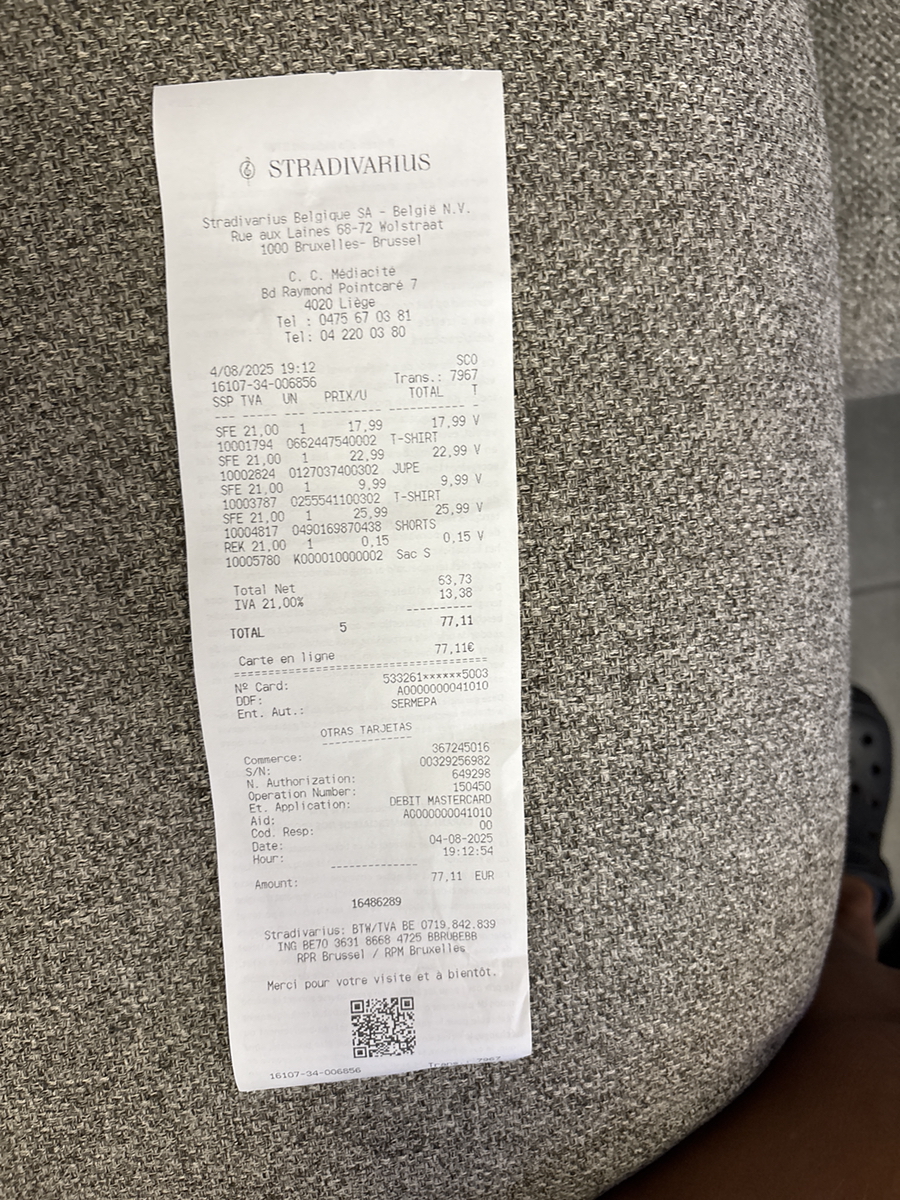 STRADIVARIUS
Stradivarius Belgique SA - België N.V.
Rue aux Laines 68-72 Wolstraat
1000 Bruxelles- Brussel
C. C. Médiacité
Bd Raymond Pointcaré 7
4020 Liège
Tel : 0475 67 03 81
Tel: 04 220 03 80
SCO
4/08/2025 19:12
16107-34-006856 Trans.: 7967
SSP TVA UN PRIX/U TOTAL T
SFE 21,00 1 17,99 17,99 V
10001794 0662447540002 T-SHIRT
SFE 21,00 1 22,99 22,99 V
10002824 0127037400302 JUPE
SFE 21,00 1 9,99 9,99 V
10003787 0255541100302 T-SHIRT
SFE 21,00 1 25,99 25,99 V
10004817 0490169870438 SHORTS
REK 21,00 1 0,15 0,15 V
10005780 K000010000002 Sac S
Total Net 63,73
IVA 21,00% 13,38
TOTAL 5 77,11
Carte en ligne 77,11€
Nº Card: 533261******5003
DDF: A0000000041010
Ent. Aut.: SERMEPA
OTRAS TARJETAS
Commerce: 367245016
S/N: 00329256982
N. Authorization: 649298
Operation Number: 150450
Et. Application: DEBIT MASTERCARD
Aid: A0000000041010
Cod. Resp: 00
Date: 04-08-2025
Hour: 19:12:54
Amount: 77,11 EUR
16486289
Stradivarius: BTW/TVA BE 0719.842.839
ING BE70 3631 8668 4725 BBRUBEBB
RPR Brussel / RPM Bruxelles
Merci pour votre visite et à bientôt.
16107-34-006856 Trans.: 7967